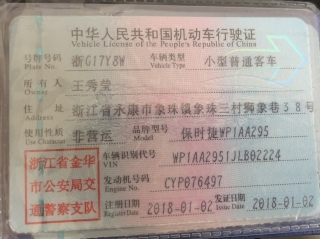 中华人民共和国机动车行驶证
Vehicle License of the People's Republic of China
号牌号码 浙G17Y8W 车辆类型 小型普通客车
Plate No. Vehicle Type
所有人 王秀莹
Owner
住址 浙江省永康市象珠镇象珠三村狮象巷38号
Address
使用性质 非营运 品牌型号 保时捷WP1AA295
Use Character Model
浙江省金华
市公安局交
通警察支队
车辆识别代号 WP1AA2951JLB02224
VIN
发动机号码 CYP076497
Engine No.
注册日期 2018-01-02 发证日期 2018-01-02
Register Date Issue Date